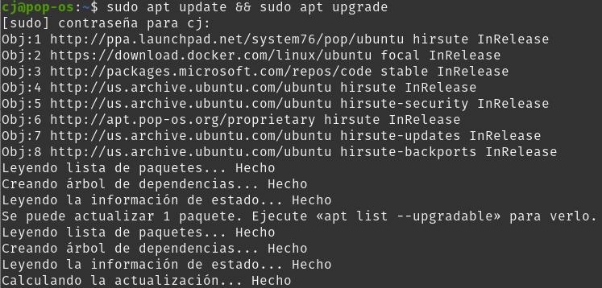 cj@pop-os:~$ sudo apt update && sudo apt upgrade
[sudo] contraseña para cj:
Obj:1 http://ppa.launchpad.net/system76/pop/ubuntu hirsute InRelease
Obj:2 https://download.docker.com/linux/ubuntu focal InRelease
Obj:3 http://packages.microsoft.com/repos/code stable InRelease
Obj:4 http://us.archive.ubuntu.com/ubuntu hirsute InRelease
Obj:5 http://us.archive.ubuntu.com/ubuntu hirsute-security InRelease
Obj:6 http://apt.pop-os.org/proprietary hirsute InRelease
Obj:7 http://us.archive.ubuntu.com/ubuntu hirsute-updates InRelease
Obj:8 http://us.archive.ubuntu.com/ubuntu hirsute-backports InRelease
Leyendo lista de paquetes... Hecho
Creando árbol de dependencias... Hecho
Leyendo la información de estado... Hecho
Se puede actualizar 1 paquete. Ejecute «apt list --upgradable» para verlo.
Leyendo lista de paquetes... Hecho
Creando árbol de dependencias... Hecho
Leyendo la información de estado... Hecho
Calculando la actualización... Hecho